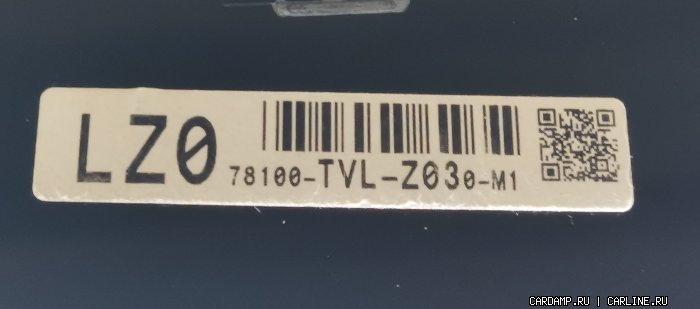 LZ0
78100-TVL-Z030-M1
CARDAMP.RU | CARLINE.RU